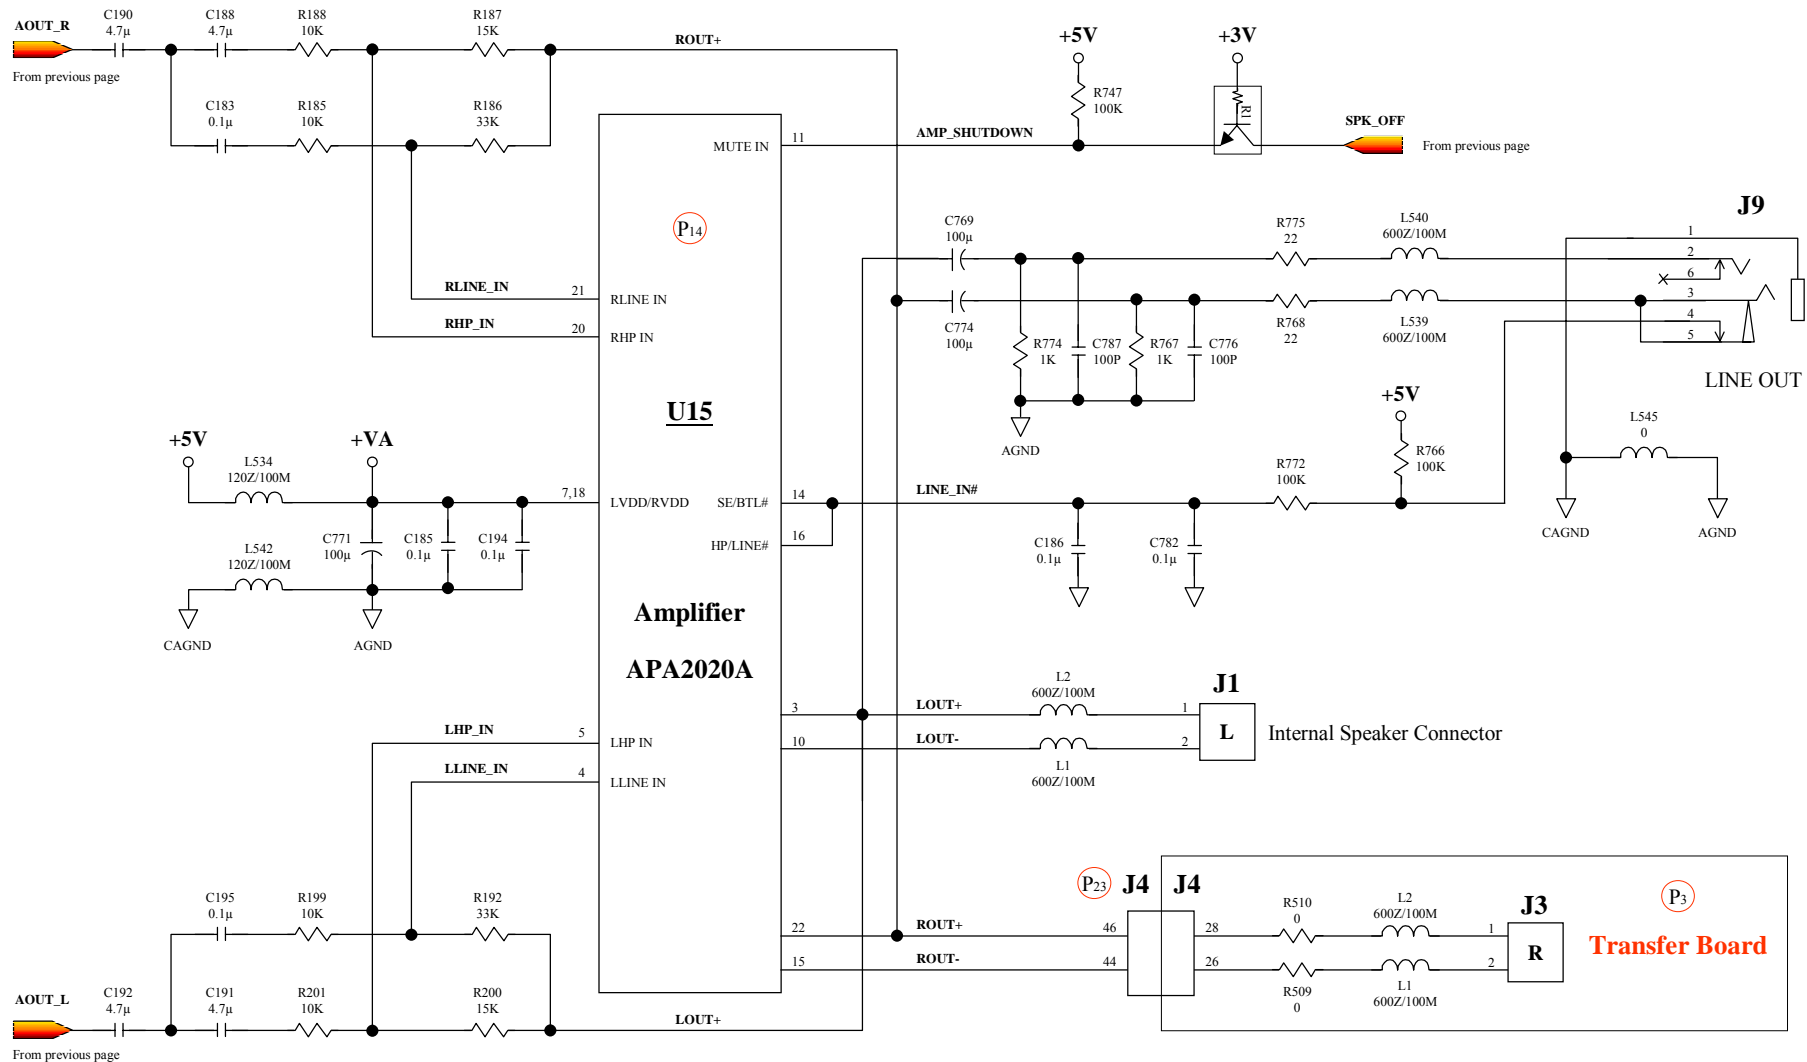 AOUT_R
From previous page
C190
4.7µ
C188
4.7µ
R188
10K
R187
15K
ROUT+
C183
0.1µ
R185
10K
R186
33K
+5V
R747
100K
+3V
R1
AMP_SHUTDOWN
SPK_OFF
From previous page
MUTE IN
11
P14
J9
C769
100µ
R775
22
L540
600Z/100M
1
2
6
3
4
5
RLINE_IN
21
RLINE IN
RHP_IN
20
RHP IN
C774
100µ
R774
1K
C787
100P
R767
1K
C776
100P
R768
22
L539
600Z/100M
LINE OUT
AGND
U15
+5V
L534
120Z/100M
+VA
7,18
LVDD/RVDD
SE/BTL#
14
LINE_IN#
R772
100K
+5V
R766
100K
L545
0
CAGND
AGND
HP/LINE#
16
C771
100µ
C185
0.1µ
C194
0.1µ
C186
0.1µ
C782
0.1µ
L542
120Z/100M
CAGND
AGND
Amplifier
APA2020A
L2
600Z/100M
J1
3
LOUT+
1
L
Internal Speaker Connector
10
LOUT-
2
L1
600Z/100M
LHP_IN
5
LHP IN
LLINE_IN
4
LLINE IN
P23
J4
J4
P3
C195
0.1µ
R199
10K
R192
33K
22
ROUT+
46
28
R510
0
L2
600Z/100M
J3
1
R
Transfer Board
15
ROUT-
44
26
R509
0
L1
600Z/100M
2
AOUT_L
From previous page
C192
4.7µ
C191
4.7µ
R201
10K
R200
15K
LOUT+